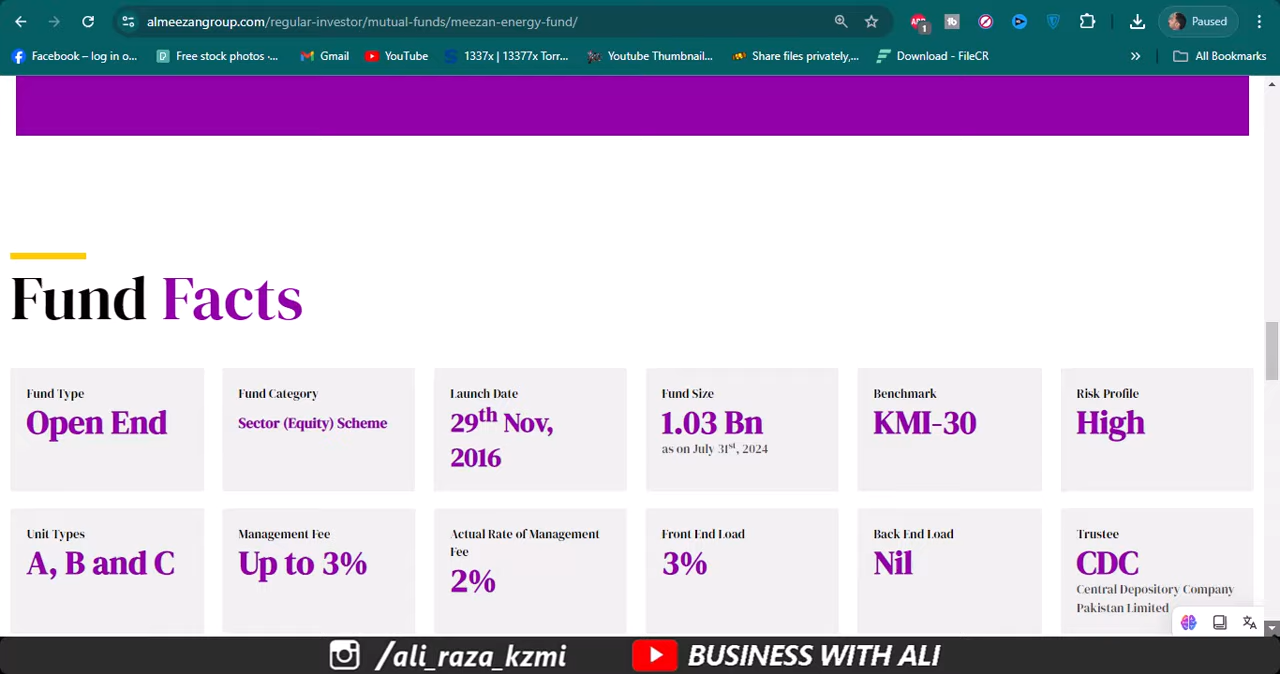 almeezangroup.com/regular-investor/mutual-funds/meezan-energy-fund/
ABP
1
tb
Paused
Facebook – log in o...
Free stock photos ·...
Gmail
YouTube
1337x | 13377x Torr...
Youtube Thumbnail...
Share files privately,...
Download - FileCR
»
All Bookmarks
Fund Facts
Fund Type
Open End
Fund Category
Sector (Equity) Scheme
Launch Date
29th Nov,
2016
Fund Size
1.03 Bn
as on July 31st, 2024
Benchmark
KMI-30
Risk Profile
High
Unit Types
A, B and C
Management Fee
Up to 3%
Actual Rate of Management
Fee
2%
Front End Load
3%
Back End Load
Nil
Trustee
CDC
Central Depository Company
Pakistan Limited
/ali_raza_kzmi
BUSINESS WITH ALI